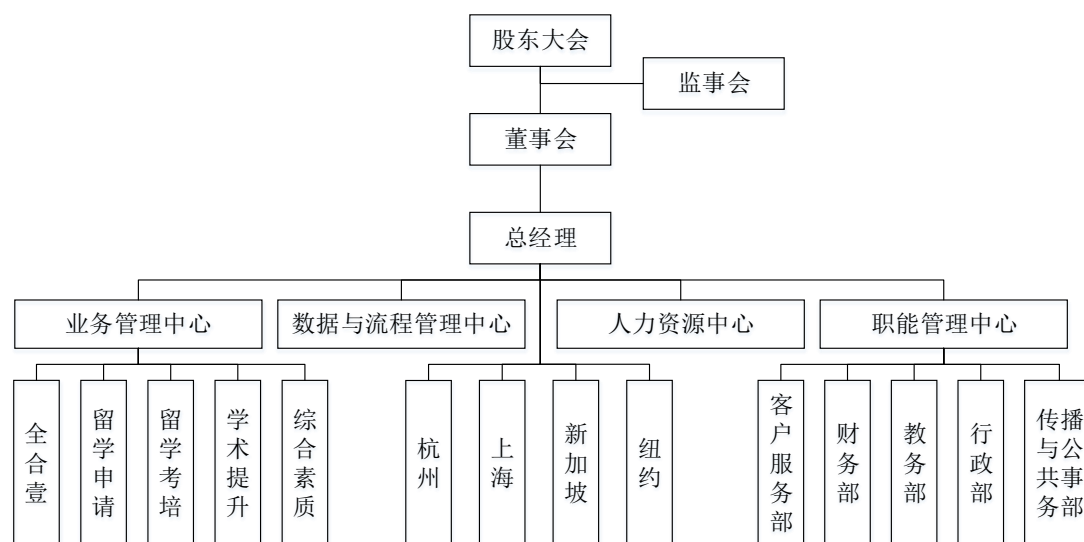 股东大会
监事会
董事会
总经理
业务管理中心
数据与流程管理中心
人力资源中心
职能管理中心
全合壹
留学申请
留学考培
学术提升
综合素质
杭州
上海
新加坡
纽约
客户服务部
财务部
教务部
行政部
传播与公共事务部